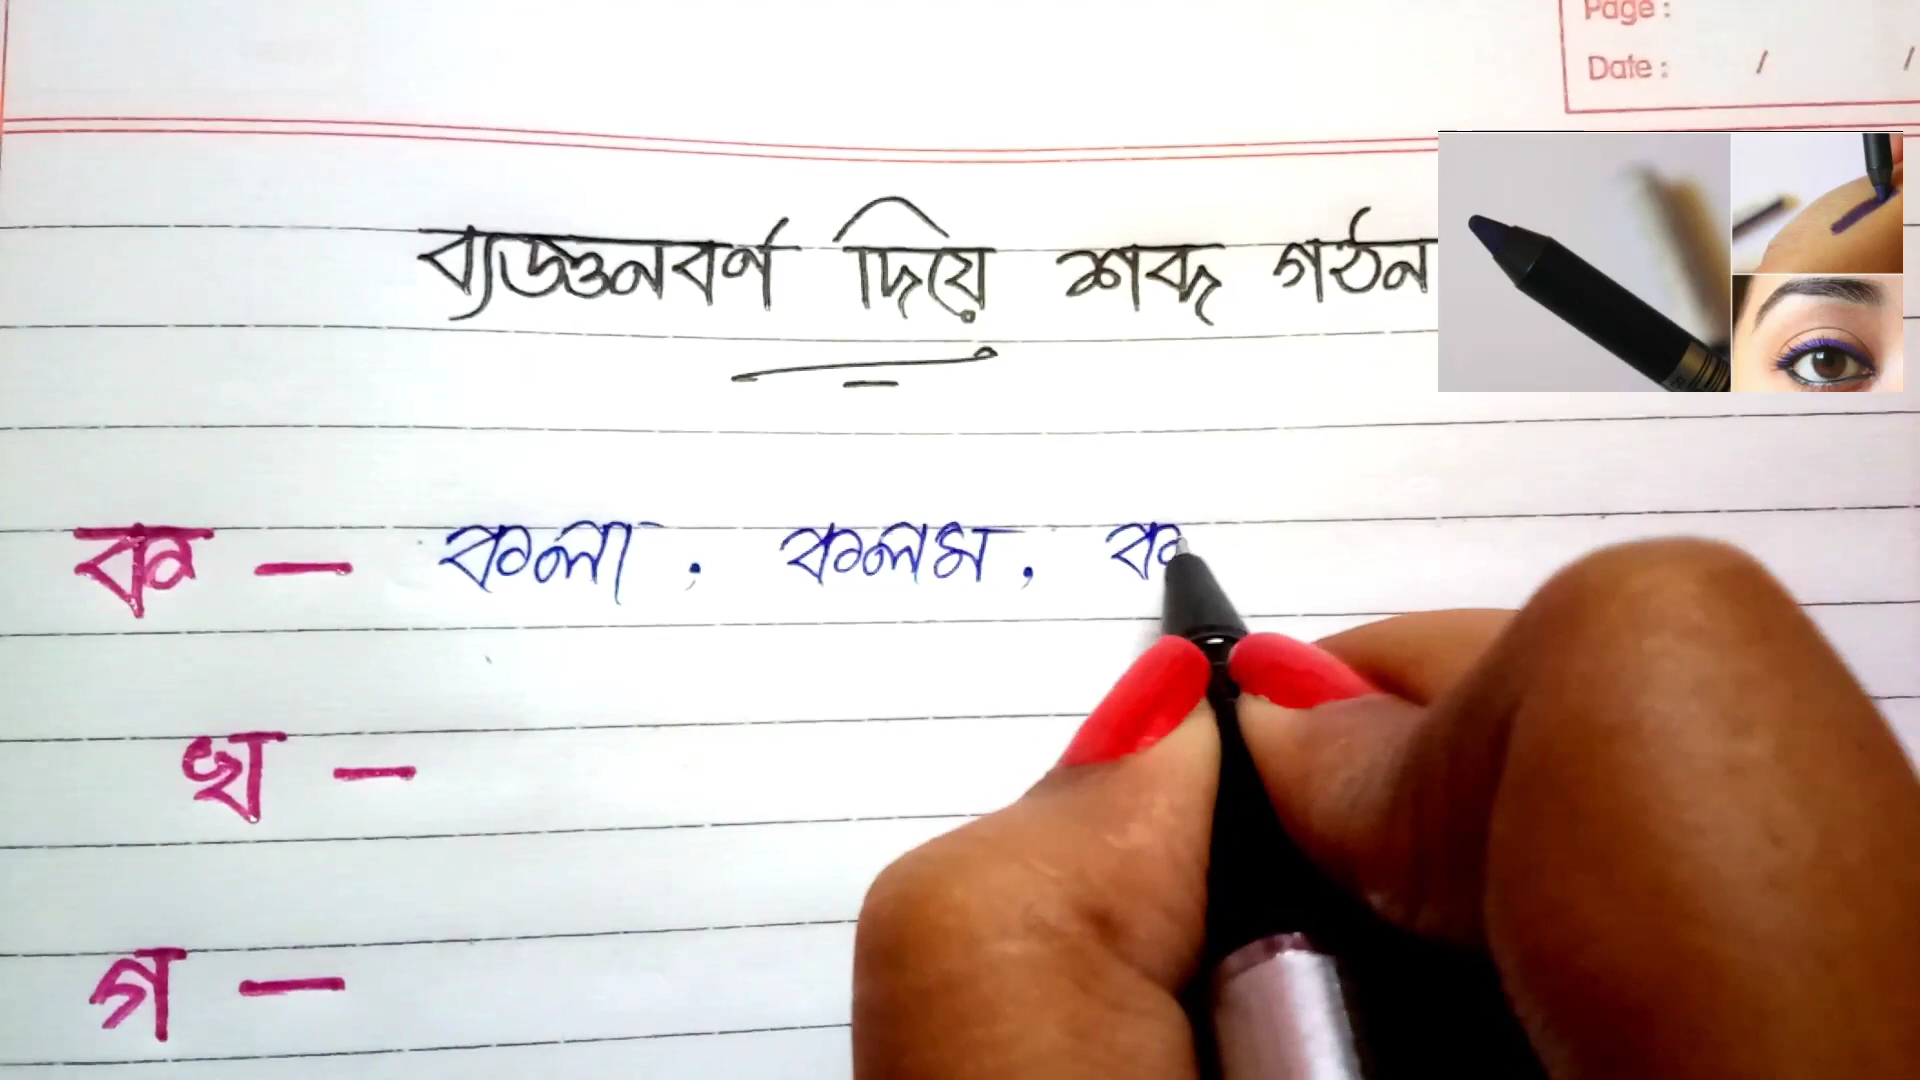 Page :
Date : / /
ব্যঞ্জনবর্ণ দিয়ে শব্দ গঠন
ক — কলা , কলম , ক
খ —
গ —